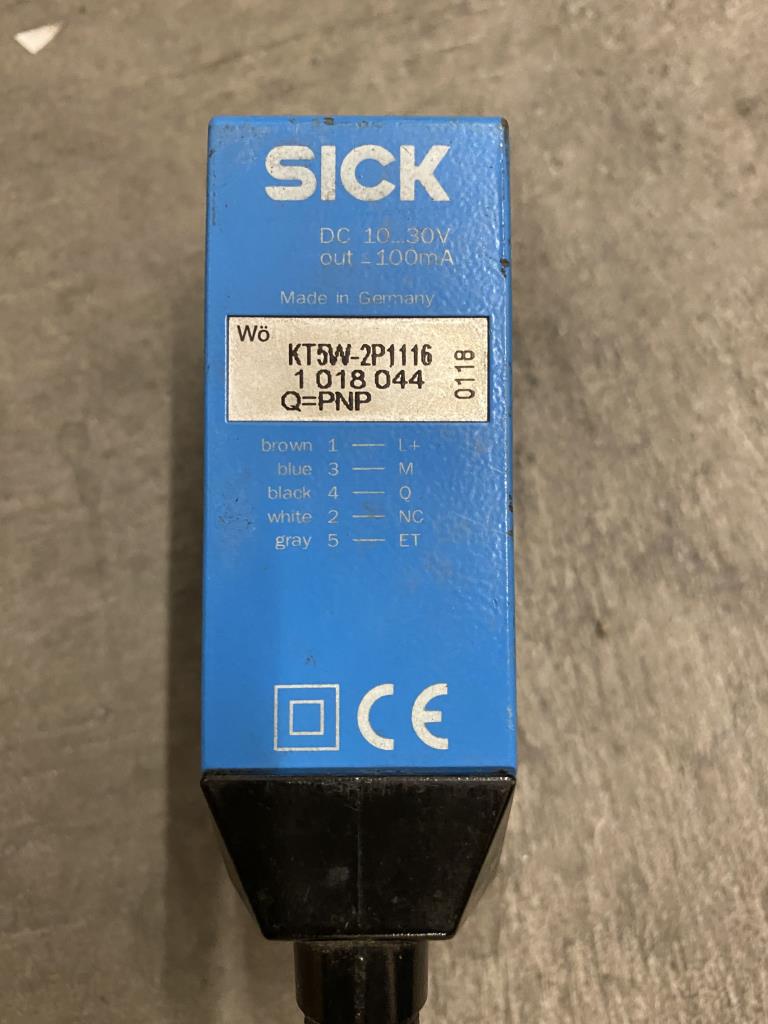 SICK
DC 10...30V
out = 100mA
Made in Germany
Wö
KT5W-2P1116
1 018 044
Q=PNP
0118
brown 1 — L+
blue 3 — M
black 4 — Q
white 2 — NC
gray 5 — ET
CE